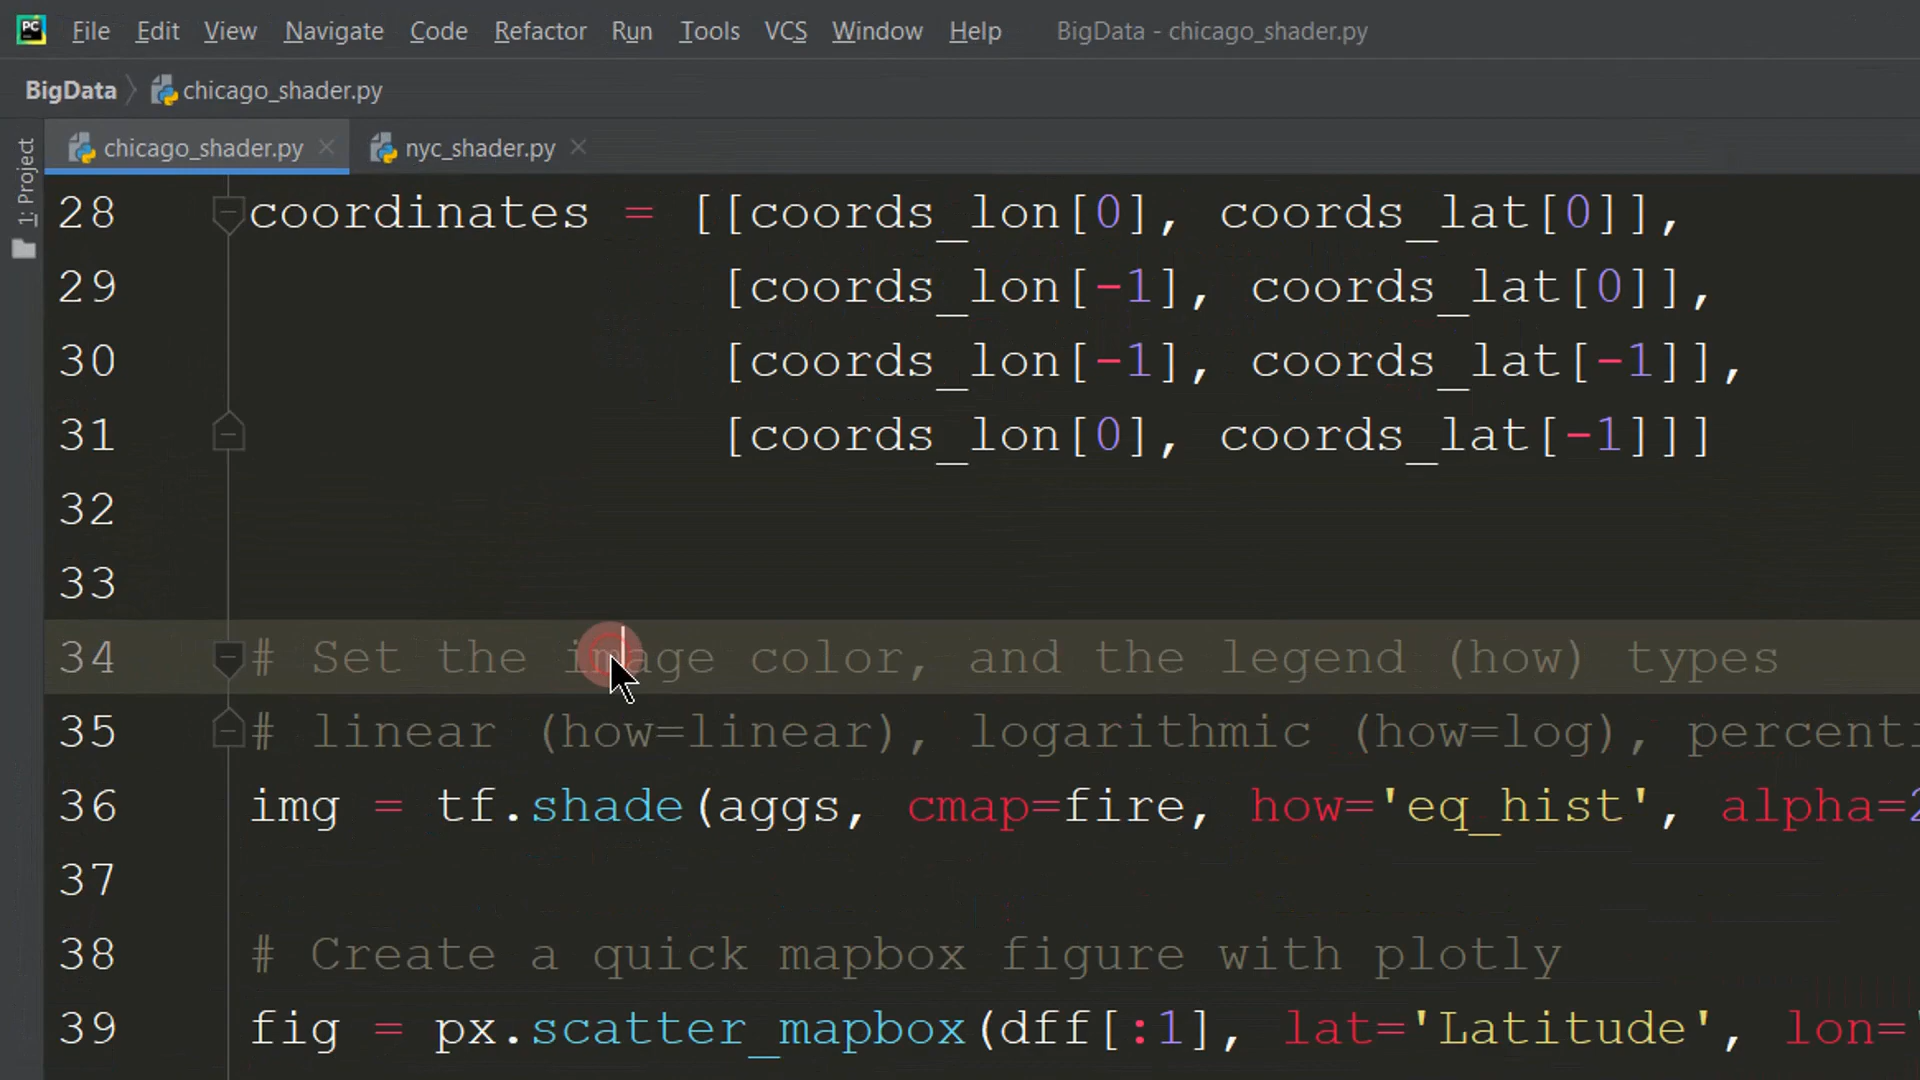 PC File Edit View Navigate Code Refactor Run Tools VCS Window Help BigData - chicago_shader.py
BigData chicago_shader.py
chicago_shader.py nyc_shader.py
1: Project
28 coordinates = [[coords_lon[0], coords_lat[0]],
29 [coords_lon[-1], coords_lat[0]],
30 [coords_lon[-1], coords_lat[-1]],
31 [coords_lon[0], coords_lat[-1]]]
32
33
34 # Set the image color, and the legend (how) types
35 # linear (how=linear), logarithmic (how=log), percenti
36 img = tf.shade(aggs, cmap=fire, how='eq_hist', alpha=2
37
38 # Create a quick mapbox figure with plotly
39 fig = px.scatter_mapbox(dff[:1], lat='Latitude', lon='